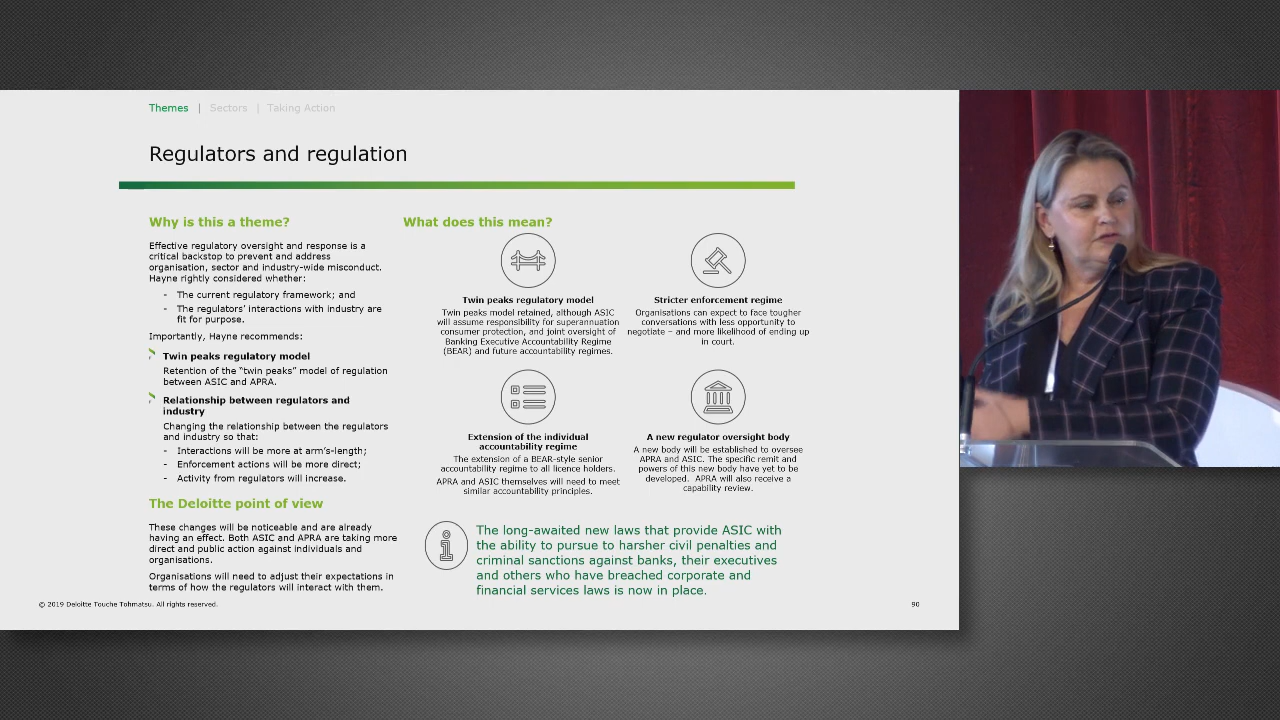 Themes | Sectors | Taking Action
Regulators and regulation
Why is this a theme?
Effective regulatory oversight and response is a
critical backstop to prevent and address
organisation, sector and industry-wide misconduct.
Hayne rightly considered whether:
- The current regulatory framework; and
- The regulators' interactions with industry are
fit for purpose.
Importantly, Hayne recommends:
Twin peaks regulatory model
Retention of the "twin peaks" model of regulation
between ASIC and APRA.
Relationship between regulators and
industry
Changing the relationship between the regulators
and industry so that:
- Interactions will be more at arm's-length;
- Enforcement actions will be more direct;
- Activity from regulators will increase.
The Deloitte point of view
These changes will be noticeable and are already
having an effect. Both ASIC and APRA are taking more
direct and public action against individuals and
organisations.
Organisations will need to adjust their expectations in
terms of how the regulators will interact with them.
What does this mean?
Twin peaks regulatory model
Twin peaks model retained, although ASIC
will assume responsibility for superannuation
consumer protection, and joint oversight of
Banking Executive Accountability Regime
(BEAR) and future accountability regimes.
Stricter enforcement regime
Organisations can expect to face tougher
conversations with less opportunity to
negotiate – and more likelihood of ending up
in court.
Extension of the individual
accountability regime
The extension of a BEAR-style senior
accountability regime to all licence holders.
APRA and ASIC themselves will need to meet
similar accountability principles.
A new regulator oversight body
A new body will be established to oversee
APRA and ASIC. The specific remit and
powers of this new body have yet to be
developed. APRA will also receive a
capability review.
The long-awaited new laws that provide ASIC with
the ability to pursue to harsher civil penalties and
criminal sanctions against banks, their executives
and others who have breached corporate and
financial services laws is now in place.
© 2019 Deloitte Touche Tohmatsu. All rights reserved.
90